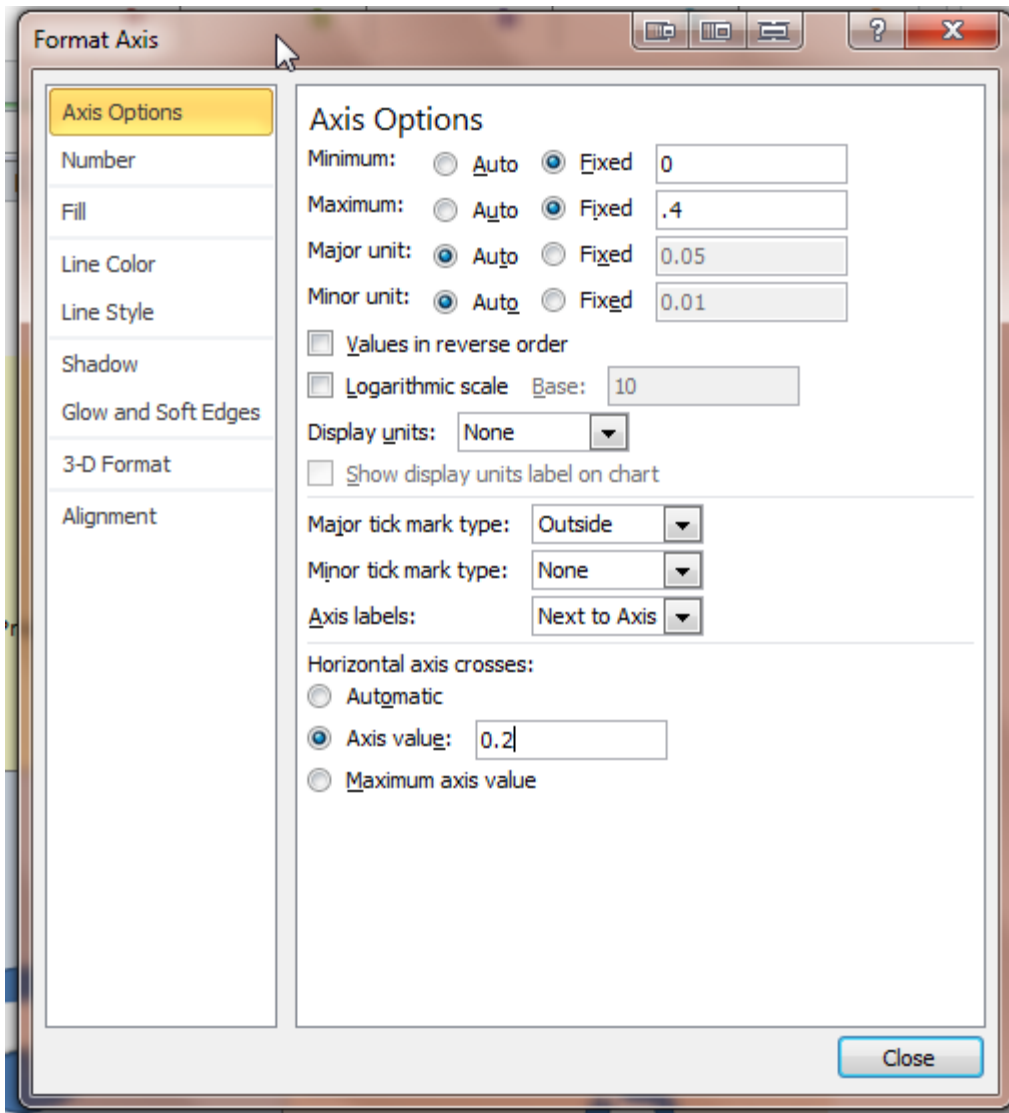 Format Axis
?
X
Axis Options
Number
Fill
Line Color
Line Style
Shadow
Glow and Soft Edges
3-D Format
Alignment
Axis Options
Minimum: Auto Fixed 0
Maximum: Auto Fixed .4
Major unit: Auto Fixed 0.05
Minor unit: Auto Fixed 0.01
Values in reverse order
Logarithmic scale Base: 10
Display units: None
Show display units label on chart
Major tick mark type: Outside
Minor tick mark type: None
Axis labels: Next to Axis
Horizontal axis crosses:
Automatic
Axis value: 0.2
Maximum axis value
Close